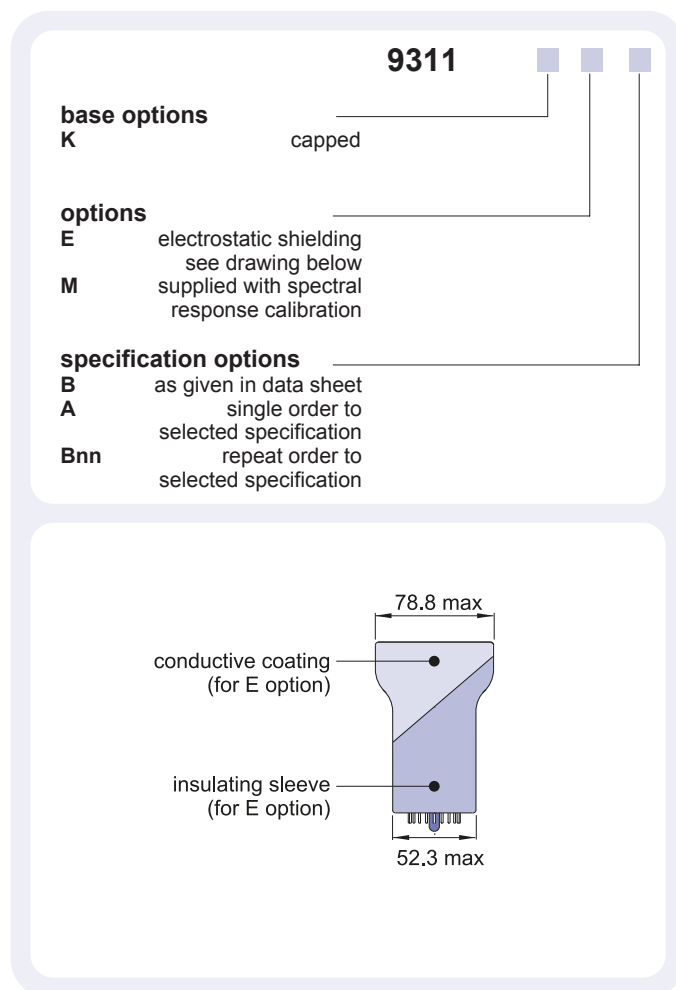 9311
base options
K capped
options
E electrostatic shielding
see drawing below
M supplied with spectral
response calibration
specification options
B as given in data sheet
A single order to
selected specification
Bnn repeat order to
selected specification
78.8 max
conductive coating
(for E option)
insulating sleeve
(for E option)
52.3 max